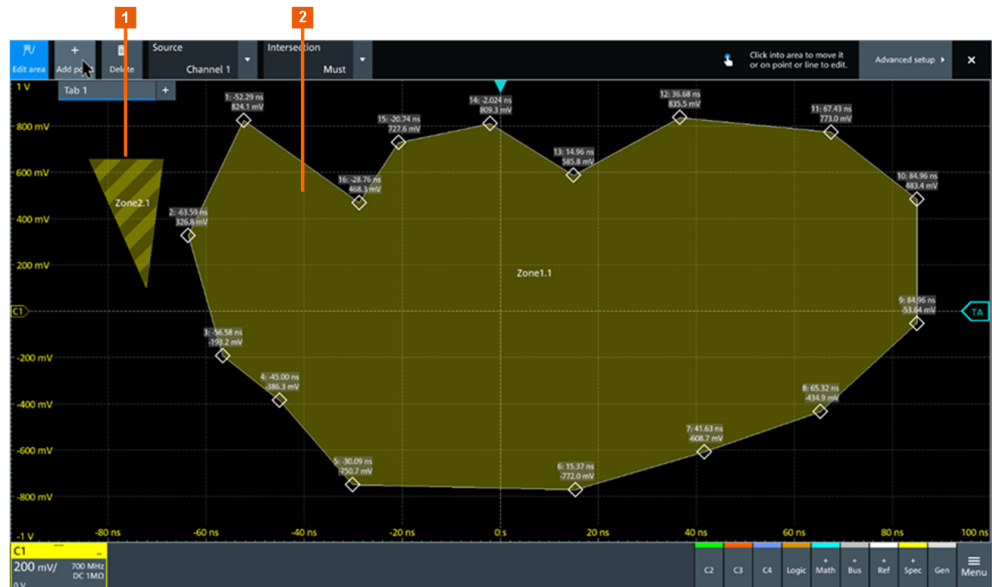 1
2
Edit area
Add po
Delete
Source
Channel 1
Intersection
Must
Click into area to move it
or on point or line to edit.
Advanced setup
×
1 V
Tab 1
+
800 mV
600 mV
400 mV
200 mV
C1
-200 mV
-400 mV
-600 mV
-800 mV
-1 V
1: -52.29 ns
824.1 mV
14: -2.024 ns
809.3 mV
12: 36.68 ns
835.5 mV
11: 67.43 ns
773.0 mV
15: -20.74 ns
727.6 mV
13: 14.96 ns
585.8 mV
16: -28.76 ns
468.3 mV
10: 84.96 ns
483.4 mV
Zone2.1
2: -63.59 ns
326.8 mV
Zone1.1
9: 84.96 ns
-53.64 mV
TA
3: -56.58 ns
-193.2 mV
4: -45.00 ns
-386.3 mV
8: 65.32 ns
-434.9 mV
7: 41.63 ns
-608.7 mV
5: -30.09 ns
-750.7 mV
6: 15.37 ns
-772.0 mV
-80 ns
-60 ns
-40 ns
-20 ns
0 s
20 ns
40 ns
60 ns
80 ns
100 ns
C1
200 mV/
700 MHz
DC 1MΩ
0 V
C2
C3
C4
Logic
Math
Bus
Ref
Spec
Gen
Menu